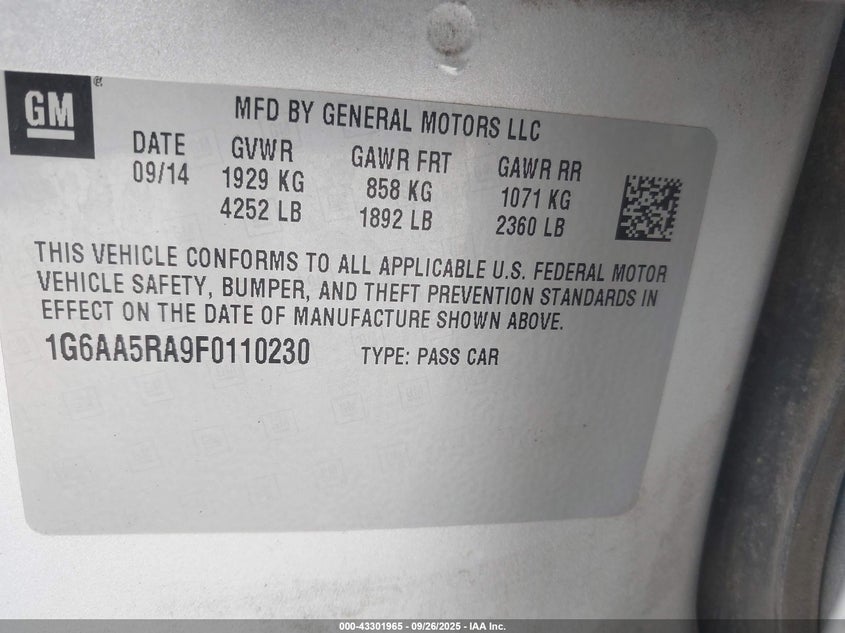 GM®
MFD BY GENERAL MOTORS LLC
DATE GVWR GAWR FRT GAWR RR
09/14 1929 KG 858 KG 1071 KG
4252 LB 1892 LB 2360 LB
THIS VEHICLE CONFORMS TO ALL APPLICABLE U.S. FEDERAL MOTOR
VEHICLE SAFETY, BUMPER, AND THEFT PREVENTION STANDARDS IN
EFFECT ON THE DATE OF MANUFACTURE SHOWN ABOVE.
1G6AA5RA9F0110230 TYPE: PASS CAR
000-43301965 - 09/26/2025 - IAA Inc.